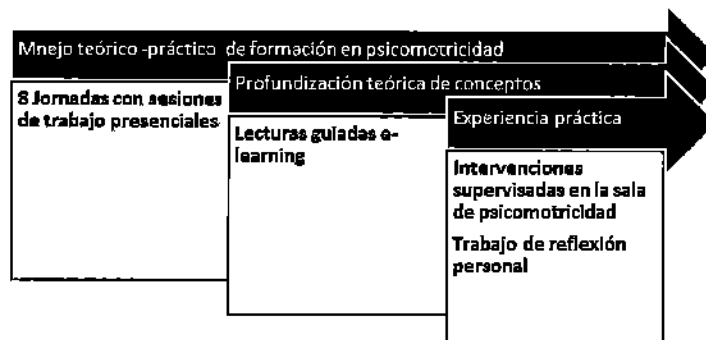 Mnejo teórico -práctico de formación en psicomotricidad
8 Jornadas con sesiones
de trabajo presenciales
Profundización teórica de conceptos
Lecturas guiadas e-
learning
Experiencia práctica
Intervenciones
supervisadas en la sala
de psicomotricidad
Trabajo de reflexión
personal